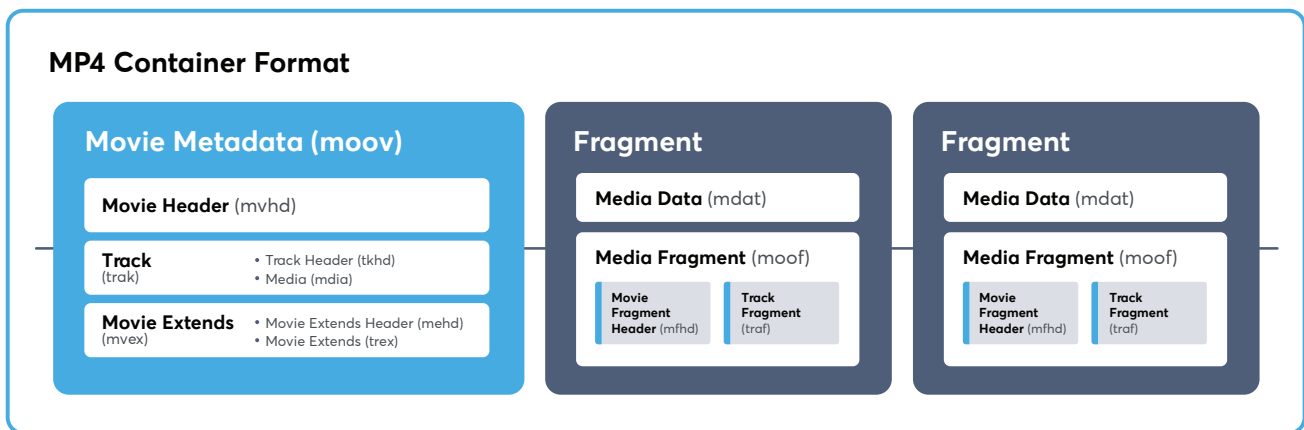 MP4 Container Format
Movie Metadata (moov)
Movie Header (mvhd)
Track
(trak)
• Track Header (tkhd)
• Media (mdia)
Movie Extends
(mvex)
• Movie Extends Header (mehd)
• Movie Extends (trex)
Fragment
Media Data (mdat)
Media Fragment (moof)
Movie
Fragment
Header (mfhd)
Track
Fragment
(traf)
Fragment
Media Data (mdat)
Media Fragment (moof)
Movie
Fragment
Header (mfhd)
Track
Fragment
(traf)